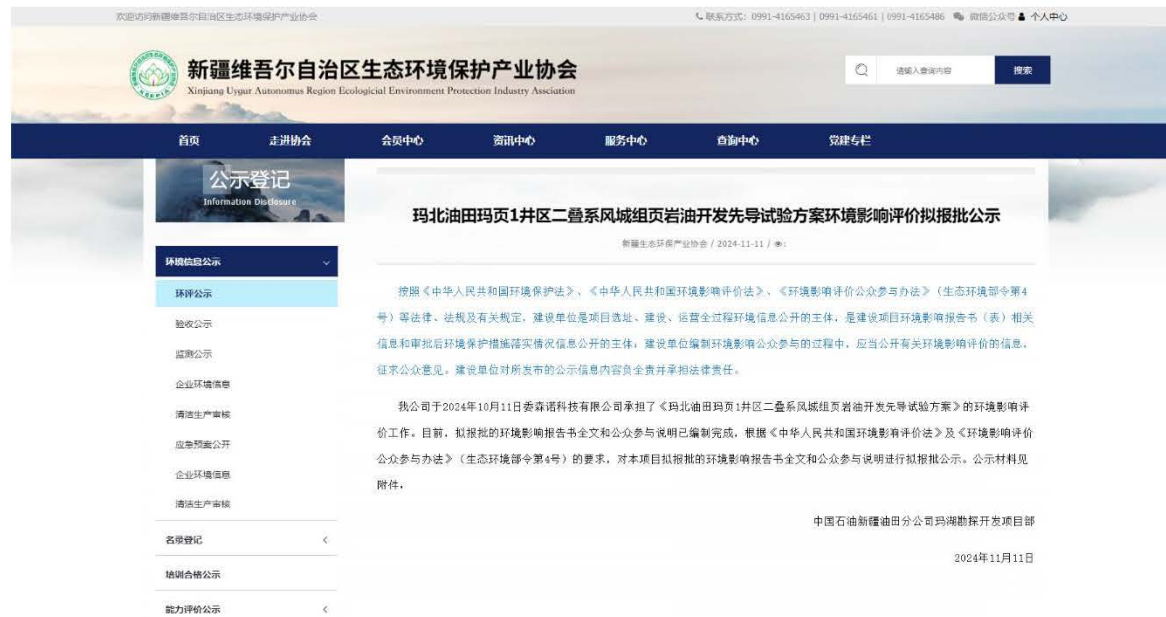 欢迎访问新疆维吾尔自治区生态环境保护产业协会
联系方式: 0991-4165463 | 0991-4165461 | 0991-4165486 微信公众号 个人中心
新疆维吾尔自治区生态环境保护产业协会
Xinjiang Uygur Autonomus Region Ecologicial Environment Protection Industry Assciation
请输入查询内容
搜索
首页 走进协会 会员中心 资讯中心 服务中心 查询中心 党建专栏
公示登记
Information Disclosure
环境信息公示
环评公示
验收公示
监测公示
企业环境信息
清洁生产审核
应急预案公开
企业环境信息
清洁生产审核
名录登记
培训合格公示
能力评价公示
玛北油田玛页1井区二叠系风城组页岩油开发先导试验方案环境影响评价拟报批公示
新疆生态环保产业协会 / 2024-11-11 / :
按照《中华人民共和国环境保护法》、《中华人民共和国环境影响评价法》、《环境影响评价公众参与办法》（生态环境部令第4
号）等法律、法规及有关规定，建设单位是项目选址、建设、运营全过程环境信息公开的主体，是建设项目环境影响报告书（表）相关
信息和审批后环境保护措施落实情况信息公开的主体，建设单位编制环境影响公众参与的过程中，应当公开有关环境影响评价的信息，
征求公众意见。建设单位对所发布的公示信息内容负全责并承担法律责任。
我公司于2024年10月11日委森诺科技有限公司承担了《玛北油田玛页1井区二叠系风城组页岩油开发先导试验方案》的环境影响评
价工作。目前，拟报批的环境影响报告书全文和公众参与说明已编制完成，根据《中华人民共和国环境影响评价法》及《环境影响评价
公众参与办法》（生态环境部令第4号）的要求，对本项目拟报批的环境影响报告书全文和公众参与说明进行拟报批公示。公示材料见
附件。
中国石油新疆油田分公司玛湖勘探开发项目部
2024年11月11日